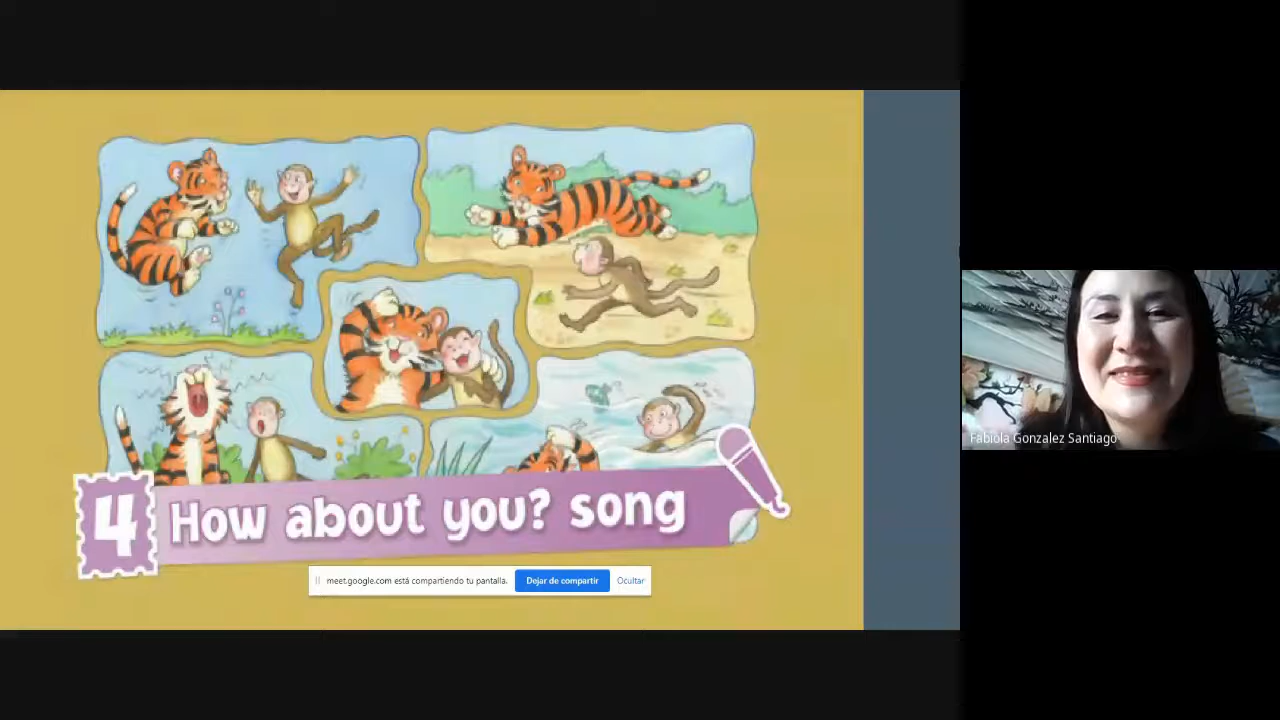 Fabiola Gonzalez Santiago
4 How about you? song
meet.google.com está compartiendo tu pantalla. Dejar de compartir Ocultar